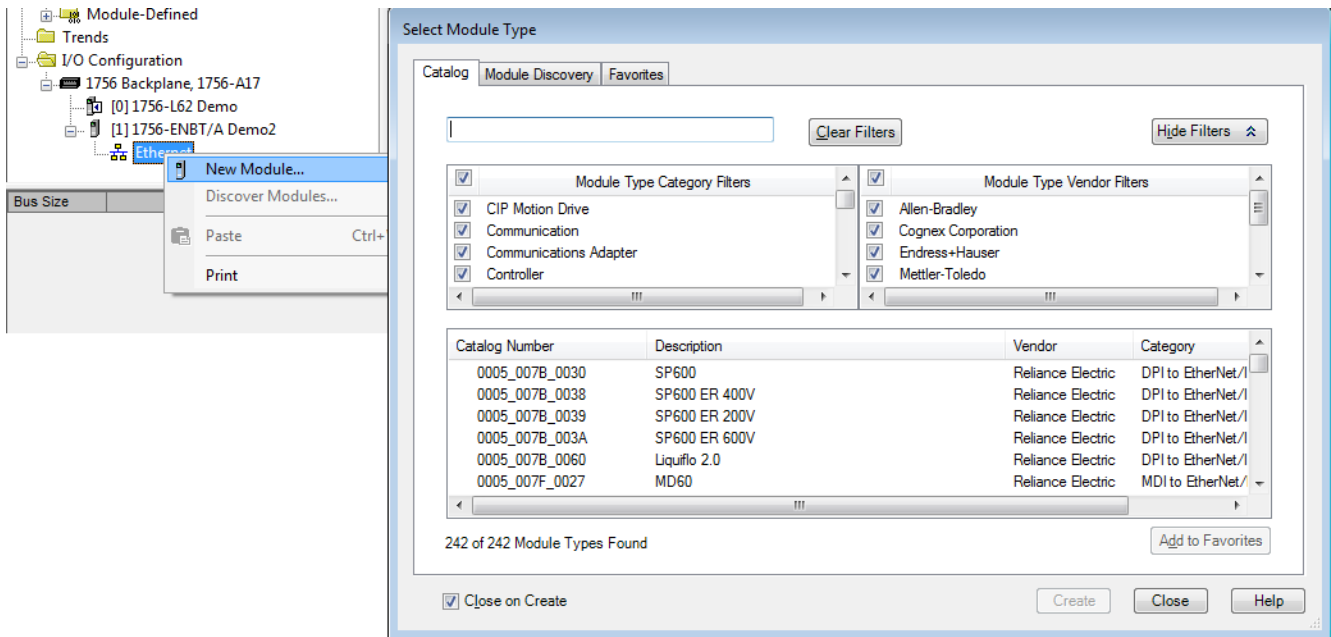 Module-Defined
Trends
I/O Configuration
1756 Backplane, 1756-A17
[0] 1756-L62 Demo
[1] 1756-ENBT/A Demo2
Ethernet
New Module...
Discover Modules...
Paste Ctrl+
Print
Bus Size
Select Module Type
Catalog Module Discovery Favorites
Clear Filters Hide Filters
Module Type Category Filters Module Type Vendor Filters
CIP Motion Drive Allen-Bradley
Communication Cognex Corporation
Communications Adapter Endress+Hauser
Controller Mettler-Toledo
Catalog Number Description Vendor Category
0005_007B_0030 SP600 Reliance Electric DPI to EtherNet/I
0005_007B_0038 SP600 ER 400V Reliance Electric DPI to EtherNet/I
0005_007B_0039 SP600 ER 200V Reliance Electric DPI to EtherNet/I
0005_007B_003A SP600 ER 600V Reliance Electric DPI to EtherNet/I
0005_007B_0060 Liquiflo 2.0 Reliance Electric DPI to EtherNet/I
0005_007F_0027 MD60 Reliance Electric MDI to EtherNet/I
242 of 242 Module Types Found Add to Favorites
Close on Create Create Close Help